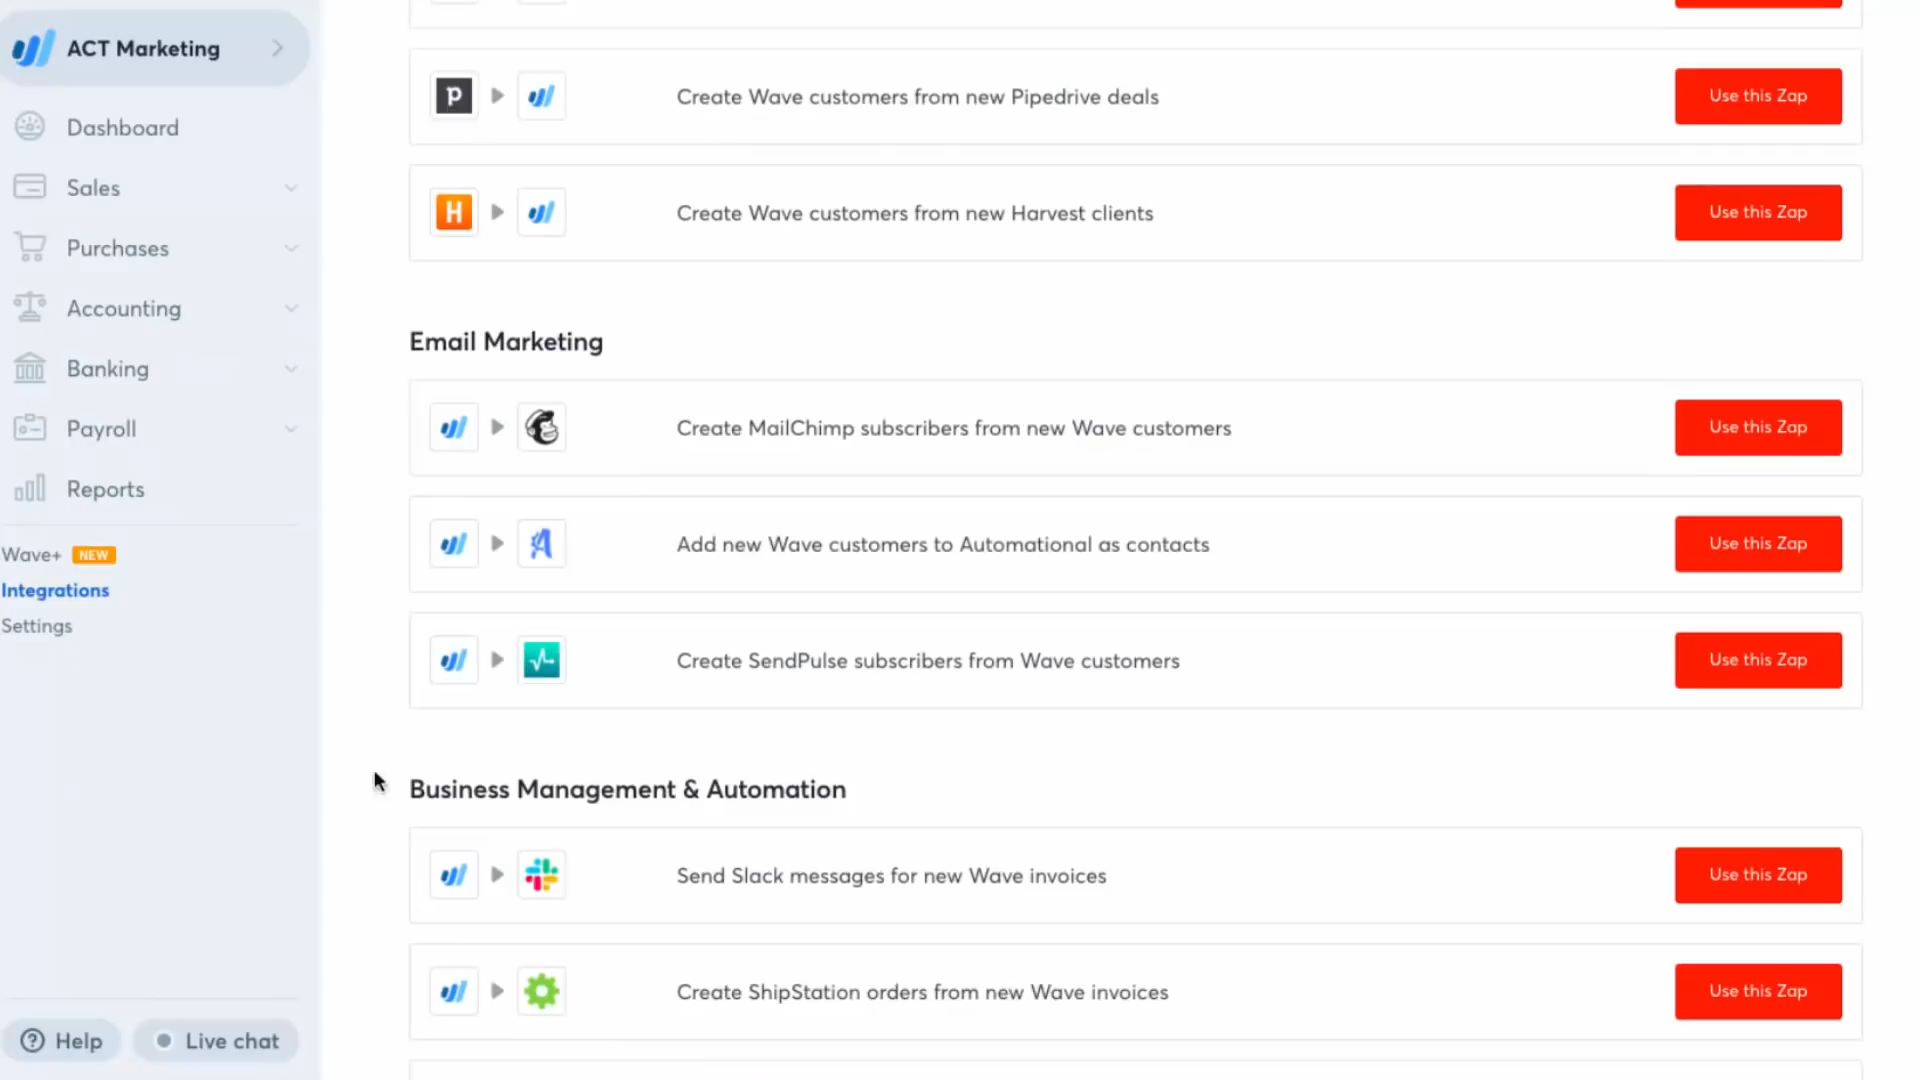 ACT Marketing
Dashboard
Sales
Purchases
Accounting
Banking
Payroll
Reports
Wave+ NEW
Integrations
Settings
Help
Live chat
P
Create Wave customers from new Pipedrive deals
Use this Zap
H
Create Wave customers from new Harvest clients
Use this Zap
Email Marketing
Create MailChimp subscribers from new Wave customers
Use this Zap
Add new Wave customers to Automational as contacts
Use this Zap
Create SendPulse subscribers from Wave customers
Use this Zap
Business Management & Automation
Send Slack messages for new Wave invoices
Use this Zap
Create ShipStation orders from new Wave invoices
Use this Zap